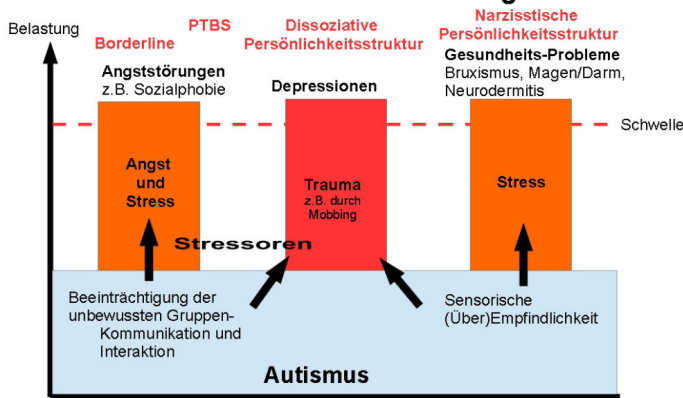 Narzisstische
PTBS
Dissoziative
Persönlichkeitsstruktur
Belastung
Borderline
Persönlichkeitsstruktur
Gesundheits-Probleme
Angststörungen
Bruxismus, Magen/Darm,
z.B. Sozialphobie
Depressionen
Neurodermitis
Schwelle
Angst
und
Stress
Trauma
z.B. durch
Mobbing
Stress
Stressoren
Beeinträchtigung der
unbewussten Gruppen-
Kommunikation und
Interaktion
Sensorische
(Über)Empfindlichkeit
Autismus